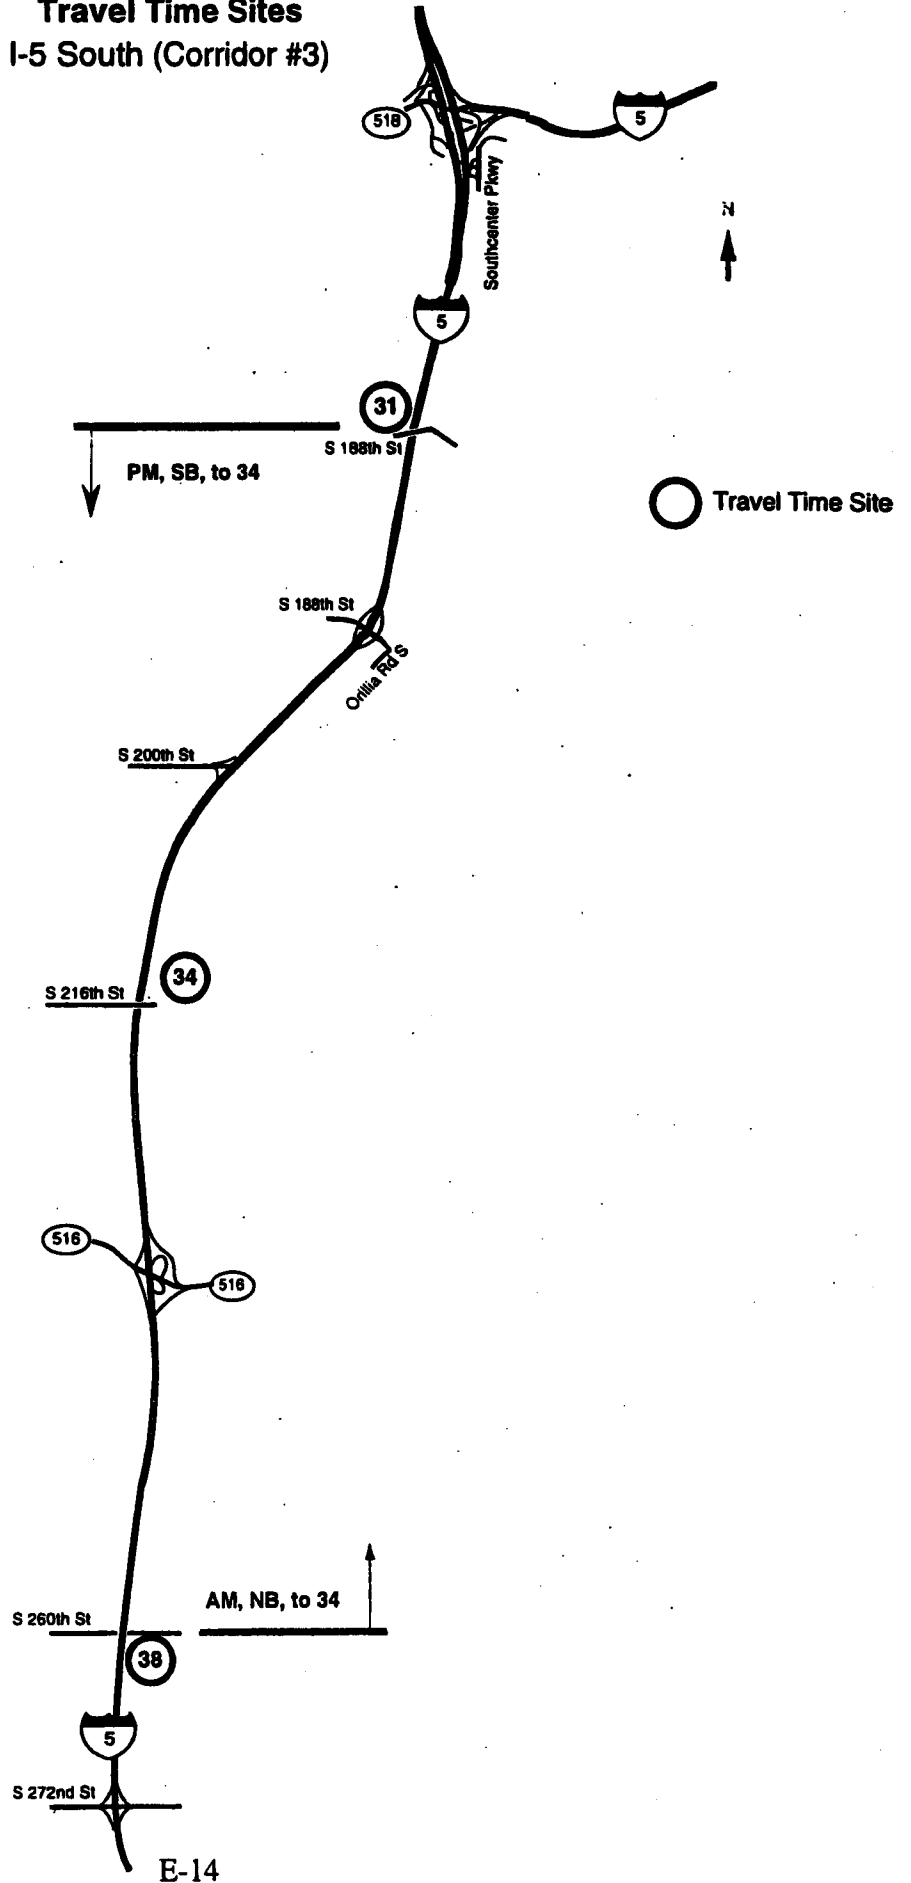 Travel Time Sites
I-5 South (Corridor #3)
518
5
Southcenter Pkwy
N
5
31
S 188th St
PM, SB, to 34
Travel Time Site
S 188th St
Orillia Rd S
S 200th St
34
S 216th St
516
516
AM, NB, to 34
S 260th St
38
5
S 272nd St
E-14